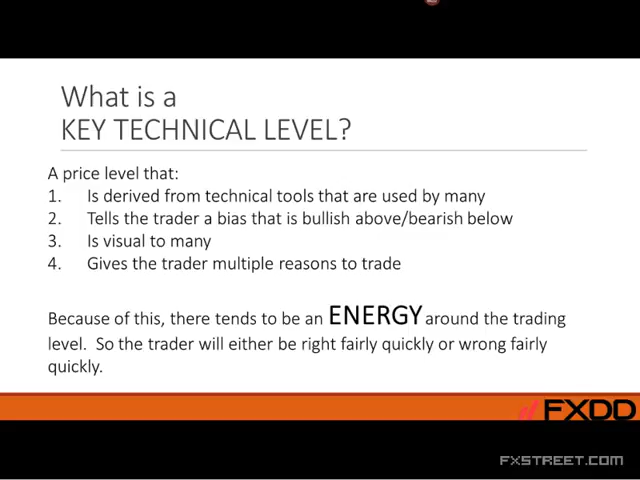 What is a
KEY TECHNICAL LEVEL?
A price level that:
1. Is derived from technical tools that are used by many
2. Tells the trader a bias that is bullish above/bearish below
3. Is visual to many
4. Gives the trader multiple reasons to trade
Because of this, there tends to be an ENERGY around the trading
level. So the trader will either be right fairly quickly or wrong fairly
quickly.
FXDD
FXSTREET.COM